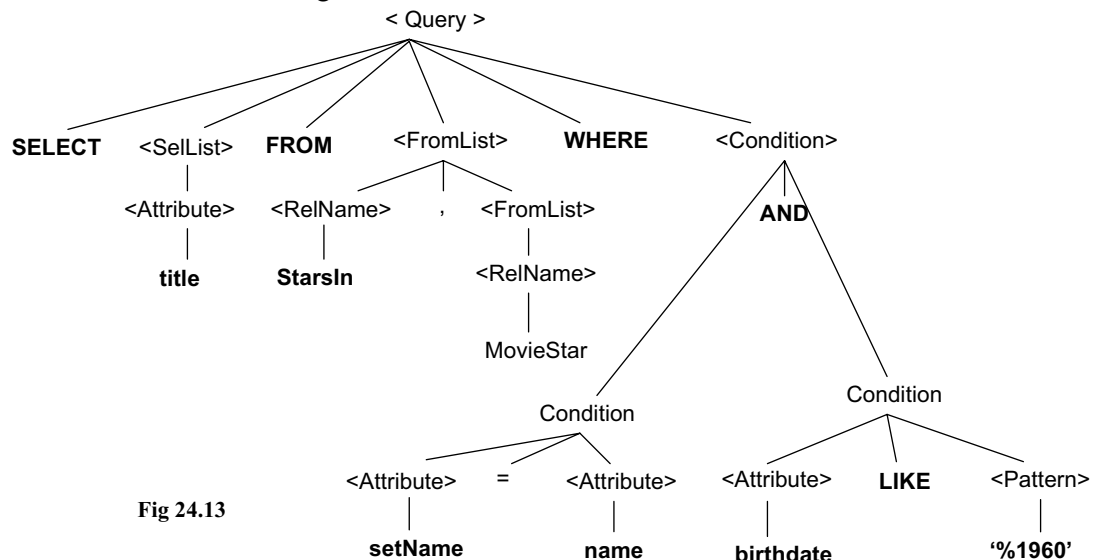 < Query >
SELECT <SelList> FROM <FromList> WHERE <Condition>
<Attribute> <RelName> , <FromList> AND
title StarsIn <RelName>
MovieStar
Condition Condition
<Attribute> = <Attribute> <Attribute> LIKE <Pattern>
Fig 24.13
setName name birthdate ‘%1960’